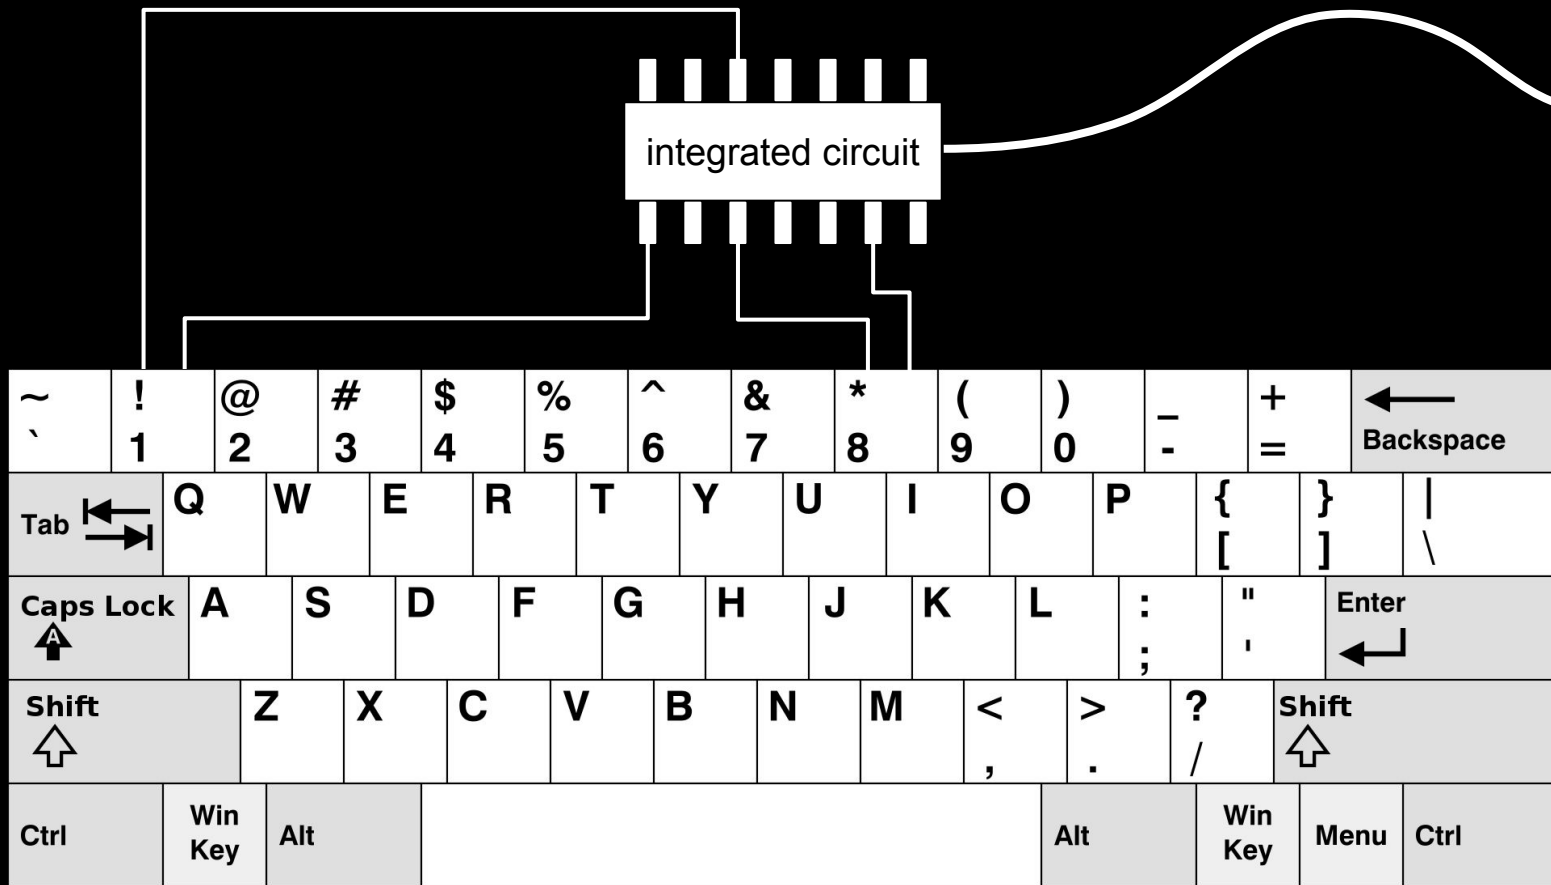 integrated circuit
~ ! @ # $ % ^ & * ( ) _ +
` 1 2 3 4 5 6 7 8 9 0 - = Backspace
Tab Q W E R T Y U I O P { } |
[ ] \
Caps Lock A S D F G H J K L : " Enter
A ; '
Shift Z X C V B N M < > ? Shift
, . /
Ctrl Win Key Alt Alt Win Key Menu Ctrl